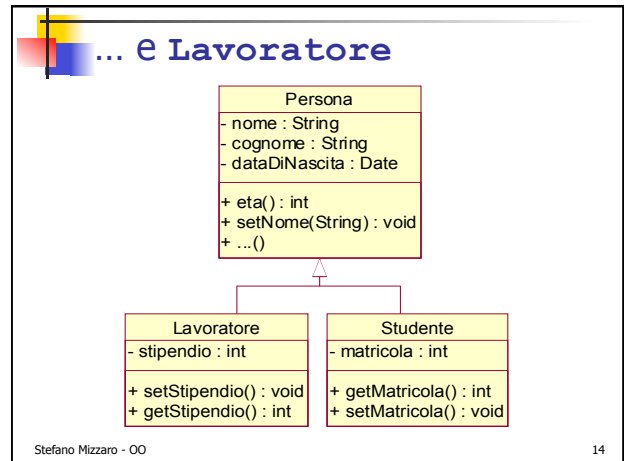 ... e Lavoratore
Persona
- nome : String
- cognome : String
- dataDiNascita : Date
+ eta() : int
+ setNome(String) : void
+ ...()
Lavoratore
- stipendio : int
+ setStipendio() : void
+ getStipendio() : int
Studente
- matricola : int
+ getMatricola() : int
+ setMatricola() : void
Stefano Mizzaro - OO
14